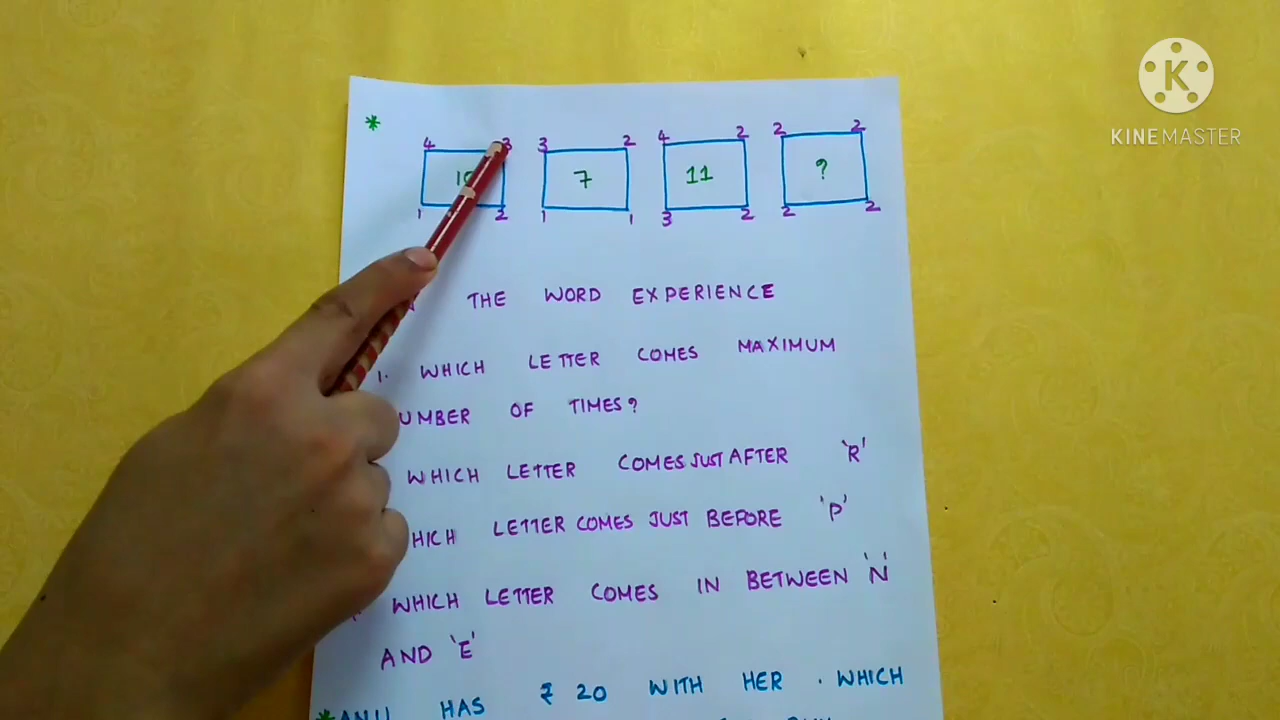 K
KINEMASTER
*
4 3 3 2 4 2 2 2
7 11 ?
1 2 1 1 3 2 2 2
THE WORD EXPERIENCE
1. WHICH LETTER COMES MAXIMUM
UMBER OF TIMES?
WHICH LETTER COMES JUST AFTER 'R'
HICH LETTER COMES JUST BEFORE 'P'
WHICH LETTER COMES IN BETWEEN 'N'
AND 'E'
* ANU HAS ₹ 20 WITH HER . WHICH